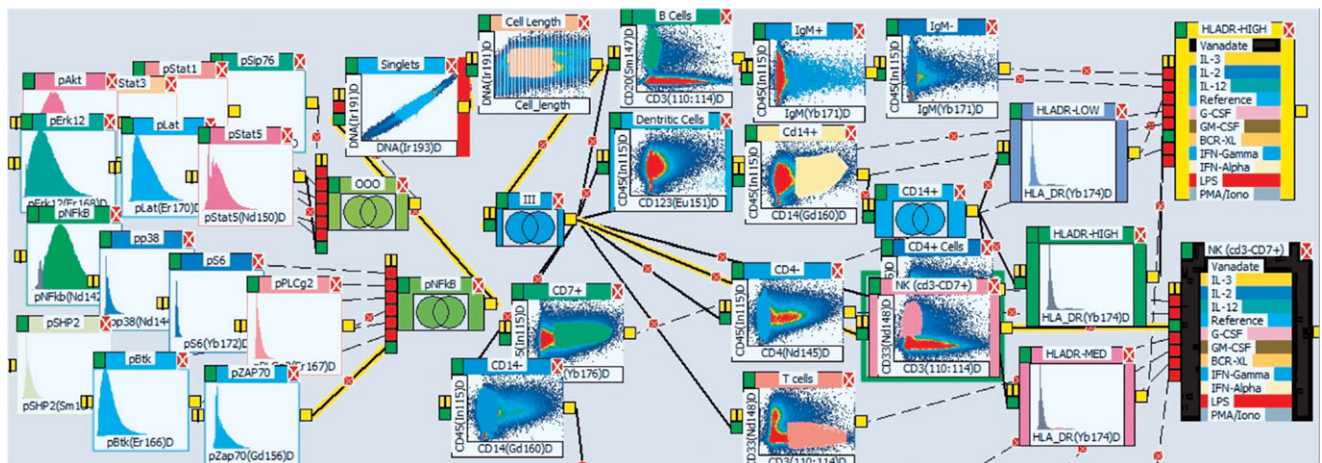 pAkt
Stat3
pStat1
pSlp76
pErk12
pErk12(Er168)D
pLat
pLat(Er170)D
pStat5
pStat5(Nd150)D
pNFkB
pNFkb(Nd142
pp38
pp38(Nd144
pS6
pS6(Yb172)D
pPLCg2
Er167)D
pSHP2
pSHP2(Sm1
pBtk
pBtk(Er166)D
pZAP70
pZap70(Gd156)D
OOO
pNFkB
Singlets
DNA(Ir191)D
DNA(Ir193)D
Cell Length
DNA(Ir191)D
Cell_length
III
CD7+
Yb176)D
CD14-
CD45(In115)D
CD14(Gd160)D
B Cells
CD20(Sm147)D
CD3(110:114)D
IgM+
CD45(In115)D
IgM(Yb171)D
IgM-
CD45(In115)D
IgM(Yb171)D
Dentritic Cells
CD45(In115)D
CD123(Eu151)D
Cd14+
CD45(In115)D
CD14(Gd160)D
CD14+
CD4-
CD45(In115)D
CD4(Nd145)D
CD4+ Cells
NK (cd3-CD7+)
CD33(Nd148)D
CD3(110:114)D
T cells
CD33(Nd148)D
CD3(110:114)D
HLADR-LOW
HLA_DR(Yb174)D
HLADR-HIGH
HLA_DR(Yb174)D
HLADR-MED
HLA_DR(Yb174)D
HLADR-HIGH
Vanadate
IL-3
IL-2
IL-12
Reference
G-CSF
GM-CSF
BCR-XL
IFN-Gamma
IFN-Alpha
LPS
PMA/Iono
NK (cd3-CD7+)
Vanadate
IL-3
IL-2
IL-12
Reference
G-CSF
GM-CSF
BCR-XL
IFN-Gamma
IFN-Alpha
LPS
PMA/Iono